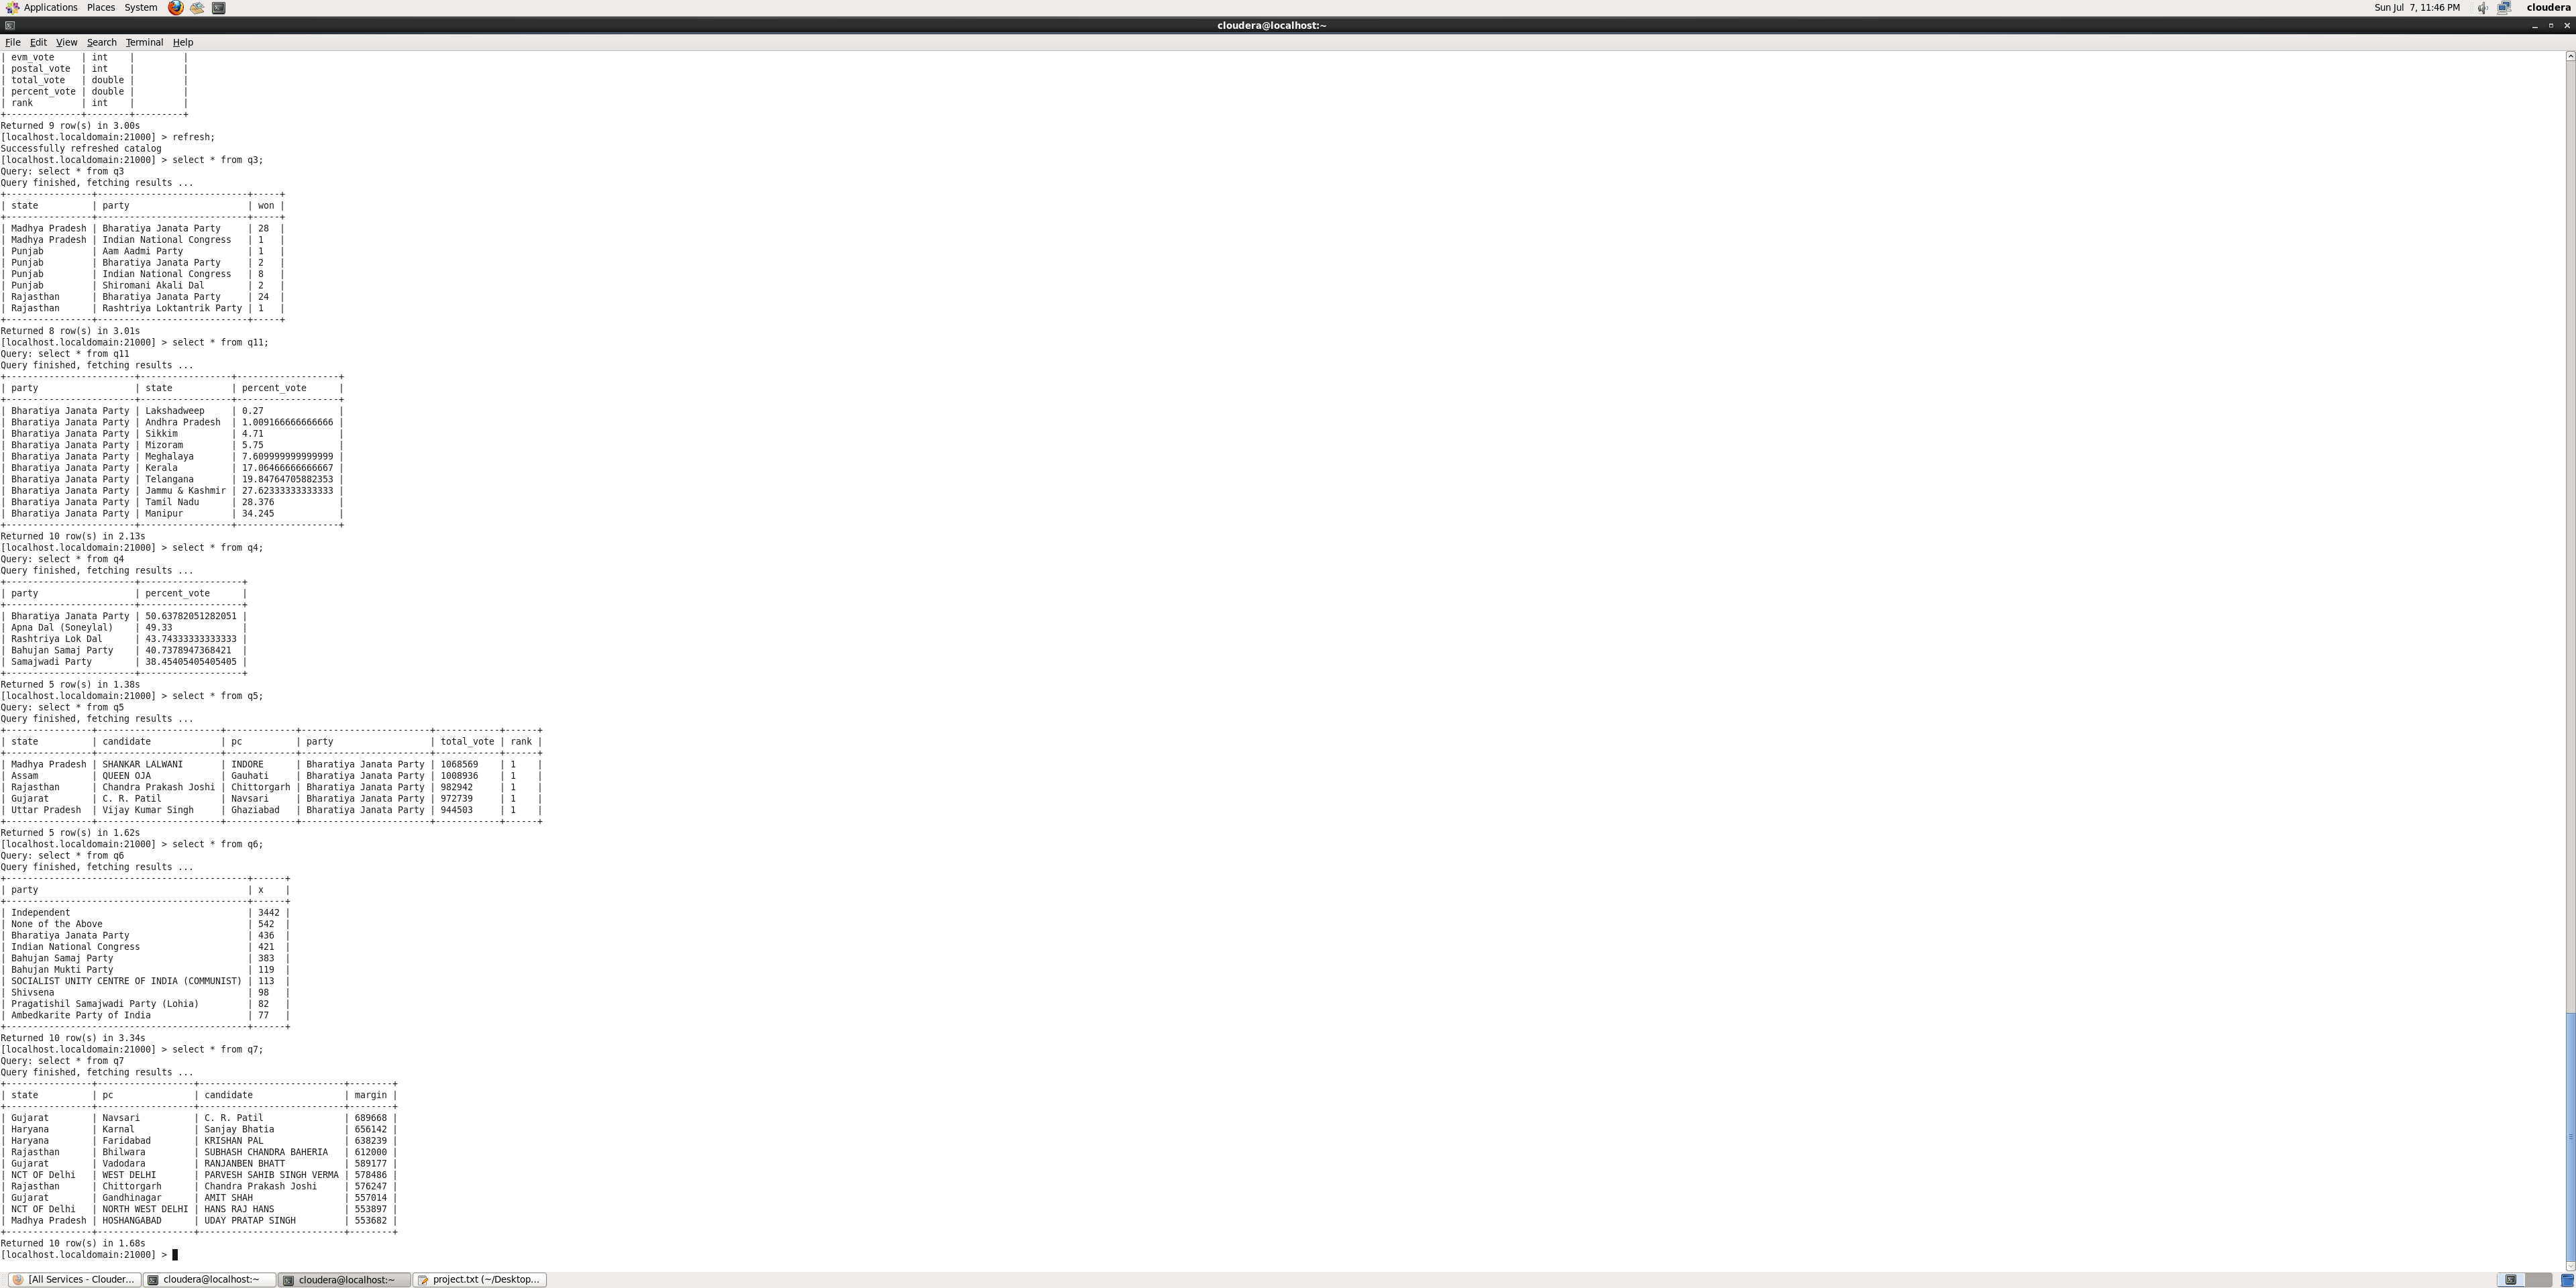 Applications Places System
Sun Jul 7, 11:46 PM cloudera
cloudera@localhost:~
File Edit View Search Terminal Help
| evm_vote     | int    |         |
| postal_vote  | int    |         |
| total_vote   | double |         |
| percent_vote | double |         |
| rank         | int    |         |
+--------------+--------+---------+
Returned 9 row(s) in 3.00s
[localhost.localdomain:21000] > refresh;
Successfully refreshed catalog
[localhost.localdomain:21000] > select * from q3;
Query: select * from q3
Query finished, fetching results ...
+----------------+----------------------------+-----+
| state          | party                      | won |
+----------------+----------------------------+-----+
| Madhya Pradesh | Bharatiya Janata Party     | 28  |
| Madhya Pradesh | Indian National Congress   | 1   |
| Punjab         | Aam Aadmi Party            | 1   |
| Punjab         | Bharatiya Janata Party     | 2   |
| Punjab         | Indian National Congress   | 8   |
| Punjab         | Shiromani Akali Dal        | 2   |
| Rajasthan      | Bharatiya Janata Party     | 24  |
| Rajasthan      | Rashtriya Loktantrik Party | 1   |
+----------------+----------------------------+-----+
Returned 8 row(s) in 3.01s
[localhost.localdomain:21000] > select * from q11;
Query: select * from q11
Query finished, fetching results ...
+------------------------+-----------------+-------------------+
| party                  | state           | percent_vote      |
+------------------------+-----------------+-------------------+
| Bharatiya Janata Party | Lakshadweep     | 0.27              |
| Bharatiya Janata Party | Andhra Pradesh  | 1.009166666666666 |
| Bharatiya Janata Party | Sikkim          | 4.71              |
| Bharatiya Janata Party | Mizoram         | 5.75              |
| Bharatiya Janata Party | Meghalaya       | 7.609999999999999 |
| Bharatiya Janata Party | Kerala          | 17.06466666666667 |
| Bharatiya Janata Party | Telangana       | 19.84764705882353 |
| Bharatiya Janata Party | Jammu & Kashmir | 27.62333333333333 |
| Bharatiya Janata Party | Tamil Nadu      | 28.376            |
| Bharatiya Janata Party | Manipur         | 34.245            |
+------------------------+-----------------+-------------------+
Returned 10 row(s) in 2.13s
[localhost.localdomain:21000] > select * from q4;
Query: select * from q4
Query finished, fetching results ...
+------------------------+-------------------+
| party                  | percent_vote      |
+------------------------+-------------------+
| Bharatiya Janata Party | 50.63782051282051 |
| Apna Dal (Soneylal)    | 49.33             |
| Rashtriya Lok Dal      | 43.74333333333333 |
| Bahujan Samaj Party    | 40.7378947368421  |
| Samajwadi Party        | 38.45405405405405 |
+------------------------+-------------------+
Returned 5 row(s) in 1.38s
[localhost.localdomain:21000] > select * from q5;
Query: select * from q5
Query finished, fetching results ...
+----------------+-----------------------+-------------+------------------------+------------+------+
| state          | candidate             | pc          | party                  | total_vote | rank |
+----------------+-----------------------+-------------+------------------------+------------+------+
| Madhya Pradesh | SHANKAR LALWANI       | INDORE      | Bharatiya Janata Party | 1068569    | 1    |
| Assam          | QUEEN OJA             | Gauhati     | Bharatiya Janata Party | 1008936    | 1    |
| Rajasthan      | Chandra Prakash Joshi | Chittorgarh | Bharatiya Janata Party | 982942     | 1    |
| Gujarat        | C. R. Patil           | Navsari     | Bharatiya Janata Party | 972739     | 1    |
| Uttar Pradesh  | Vijay Kumar Singh     | Ghaziabad   | Bharatiya Janata Party | 944503     | 1    |
+----------------+-----------------------+-------------+------------------------+------------+------+
Returned 5 row(s) in 1.62s
[localhost.localdomain:21000] > select * from q6;
Query: select * from q6
Query finished, fetching results ...
+--------------------------------------------+------+
| party                                      | x    |
+--------------------------------------------+------+
| Independent                                | 3442 |
| None of the Above                          | 542  |
| Bharatiya Janata Party                     | 436  |
| Indian National Congress                   | 421  |
| Bahujan Samaj Party                        | 383  |
| Bahujan Mukti Party                        | 119  |
| SOCIALIST UNITY CENTRE OF INDIA (COMMUNIST) | 113  |
| Shivsena                                   | 98   |
| Pragatishil Samajwadi Party (Lohia)        | 82   |
| Ambedkarite Party of India                 | 77   |
+--------------------------------------------+------+
Returned 10 row(s) in 3.34s
[localhost.localdomain:21000] > select * from q7;
Query: select * from q7
Query finished, fetching results ...
+----------------+------------------+---------------------------+--------+
| state          | pc               | candidate                 | margin |
+----------------+------------------+---------------------------+--------+
| Gujarat        | Navsari          | C. R. Patil               | 689668 |
| Haryana        | Karnal           | Sanjay Bhatia             | 656142 |
| Haryana        | Faridabad        | KRISHAN PAL               | 638239 |
| Rajasthan      | Bhilwara         | SUBHASH CHANDRA BAHERIA   | 612000 |
| Gujarat        | Vadodara         | RANJANBEN BHATT           | 589177 |
| NCT OF Delhi   | WEST DELHI       | PARVESH SAHIB SINGH VERMA | 578486 |
| Rajasthan      | Chittorgarh      | Chandra Prakash Joshi     | 576247 |
| Gujarat        | Gandhinagar      | AMIT SHAH                 | 557014 |
| NCT OF Delhi   | NORTH WEST DELHI | HANS RAJ HANS             | 553897 |
| Madhya Pradesh | HOSHANGABAD      | UDAY PRATAP SINGH         | 553682 |
+----------------+------------------+---------------------------+--------+
Returned 10 row(s) in 1.68s
[localhost.localdomain:21000] >
[All Services - Clouder... cloudera@localhost:~ cloudera@localhost:~ project.txt (~/Desktop...